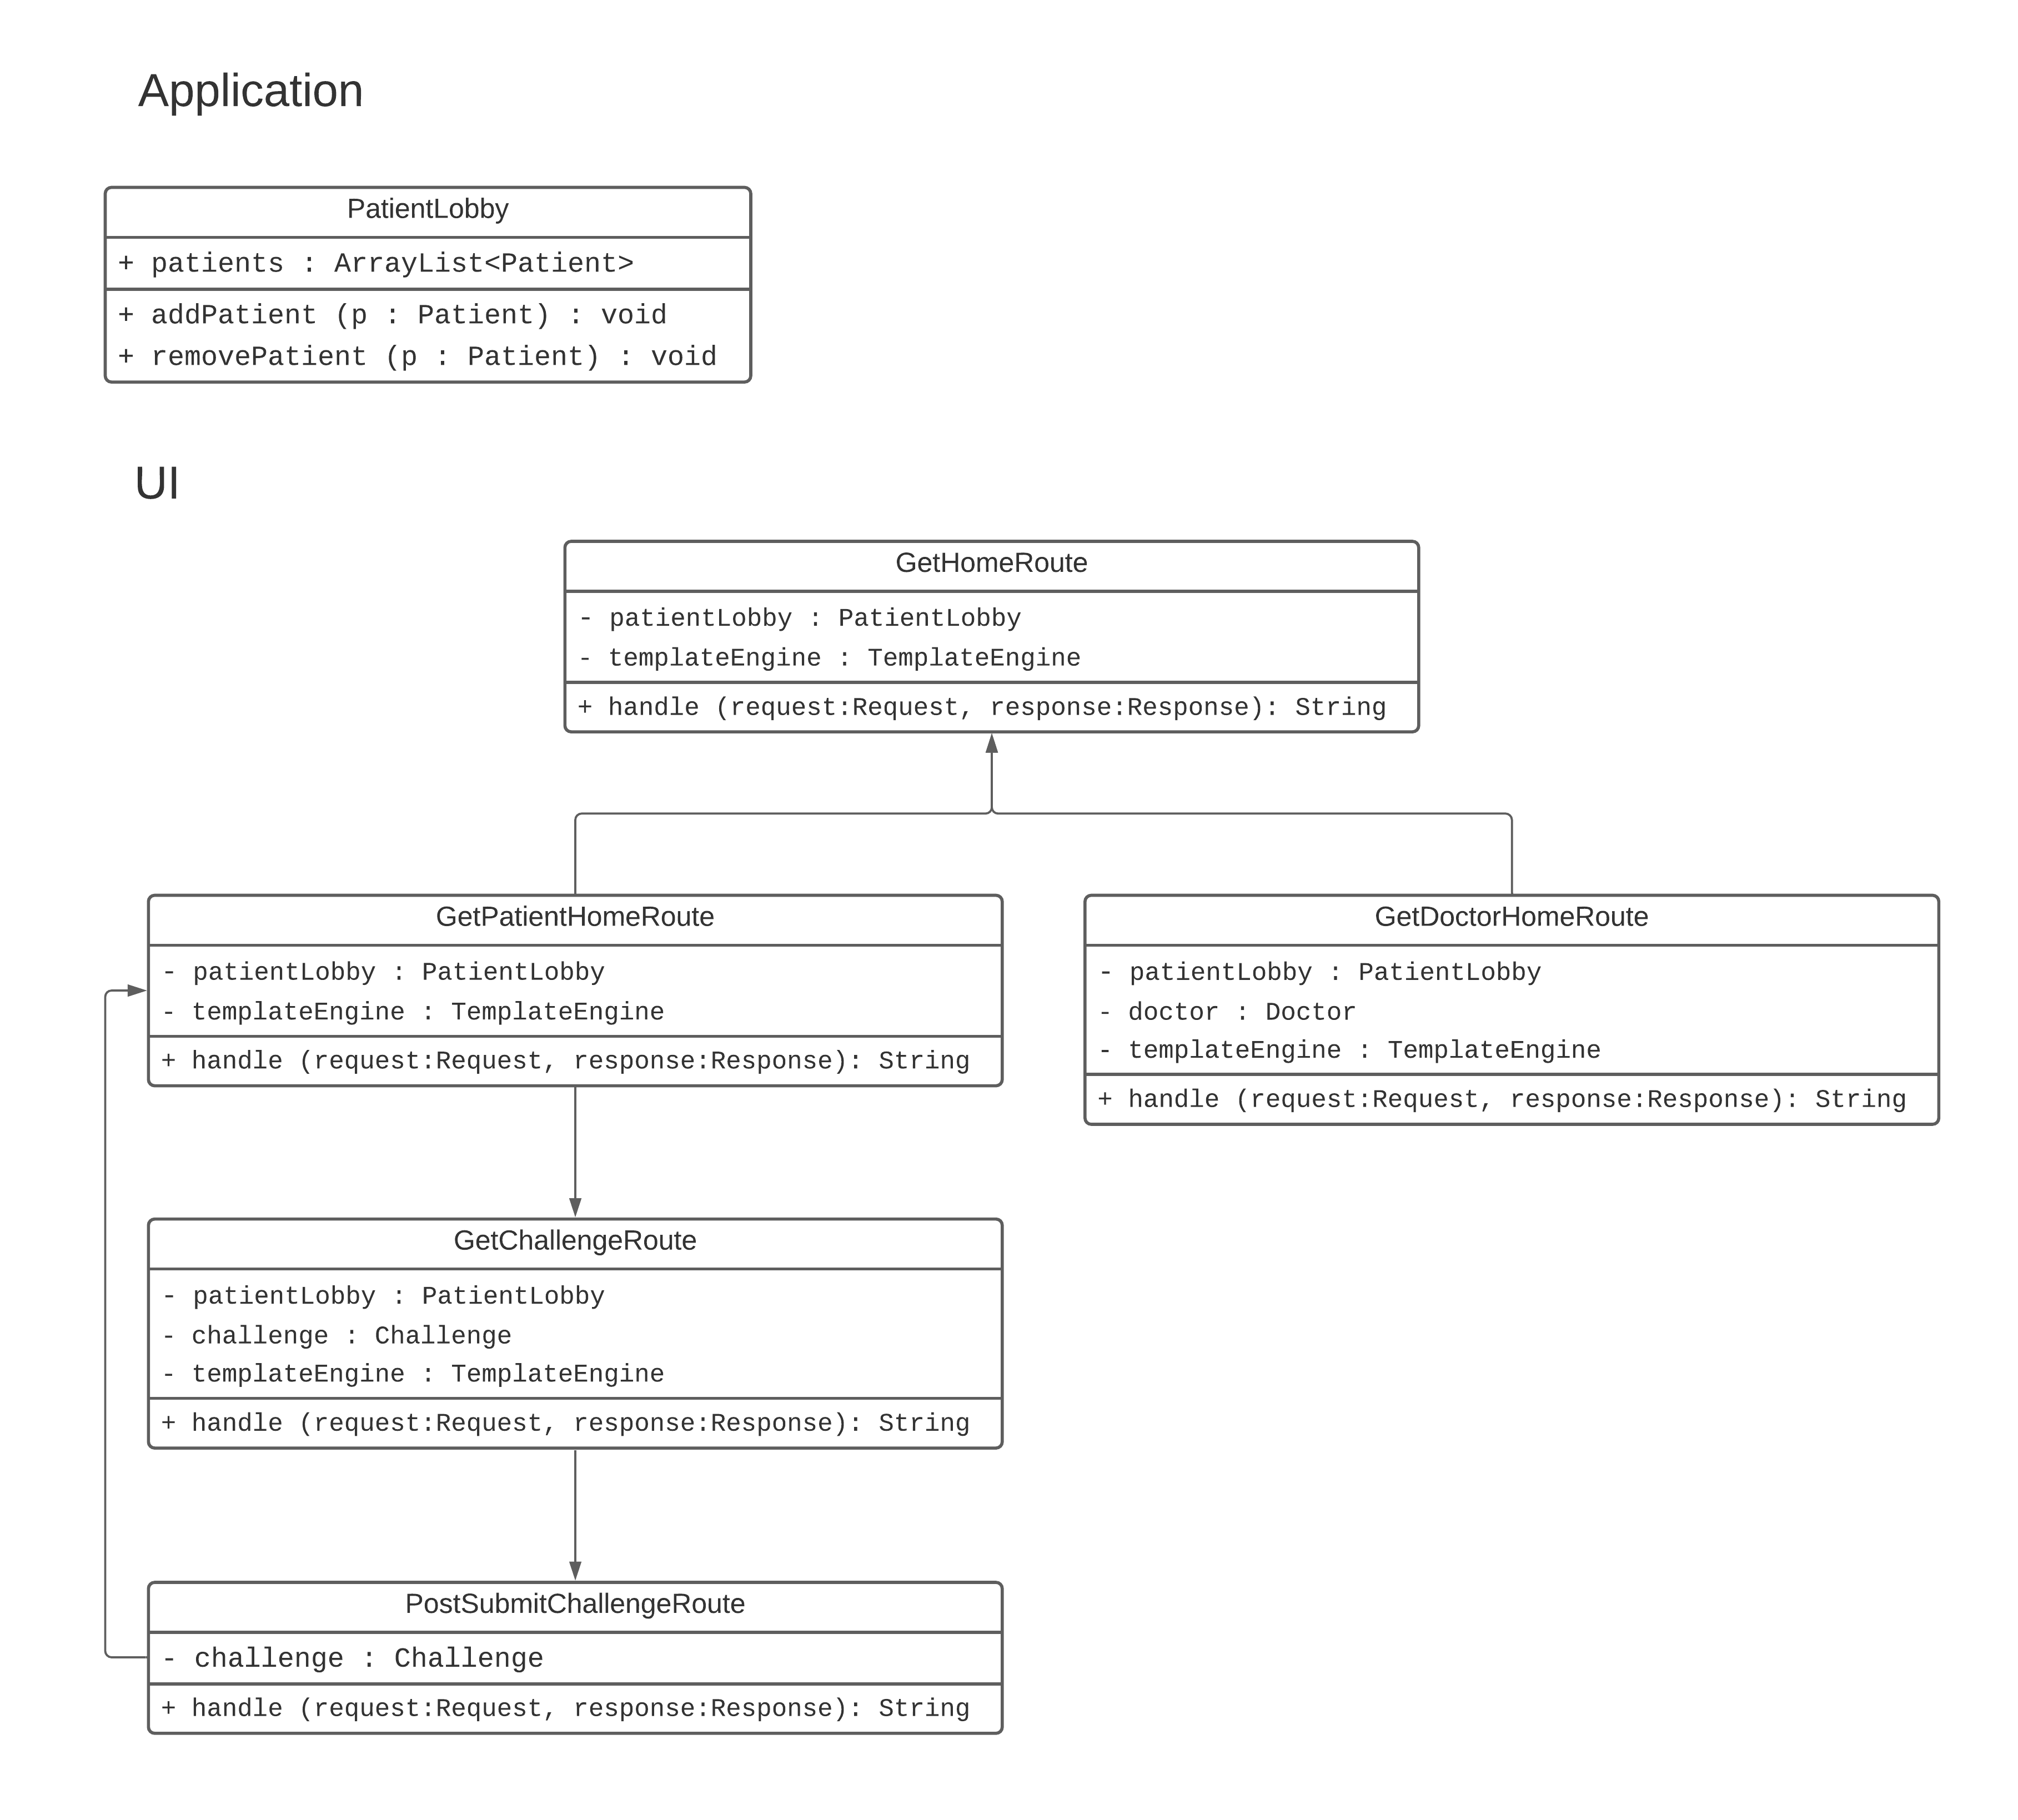 Application
PatientLobby
+ patients : ArrayList<Patient>
+ addPatient (p : Patient) : void
+ removePatient (p : Patient) : void
UI
GetHomeRoute
- patientLobby : PatientLobby
- templateEngine : TemplateEngine
+ handle (request:Request, response:Response): String
GetPatientHomeRoute
- patientLobby : PatientLobby
- templateEngine : TemplateEngine
+ handle (request:Request, response:Response): String
GetDoctorHomeRoute
- patientLobby : PatientLobby
- doctor : Doctor
- templateEngine : TemplateEngine
+ handle (request:Request, response:Response): String
GetChallengeRoute
- patientLobby : PatientLobby
- challenge : Challenge
- templateEngine : TemplateEngine
+ handle (request:Request, response:Response): String
PostSubmitChallengeRoute
- challenge : Challenge
+ handle (request:Request, response:Response): String